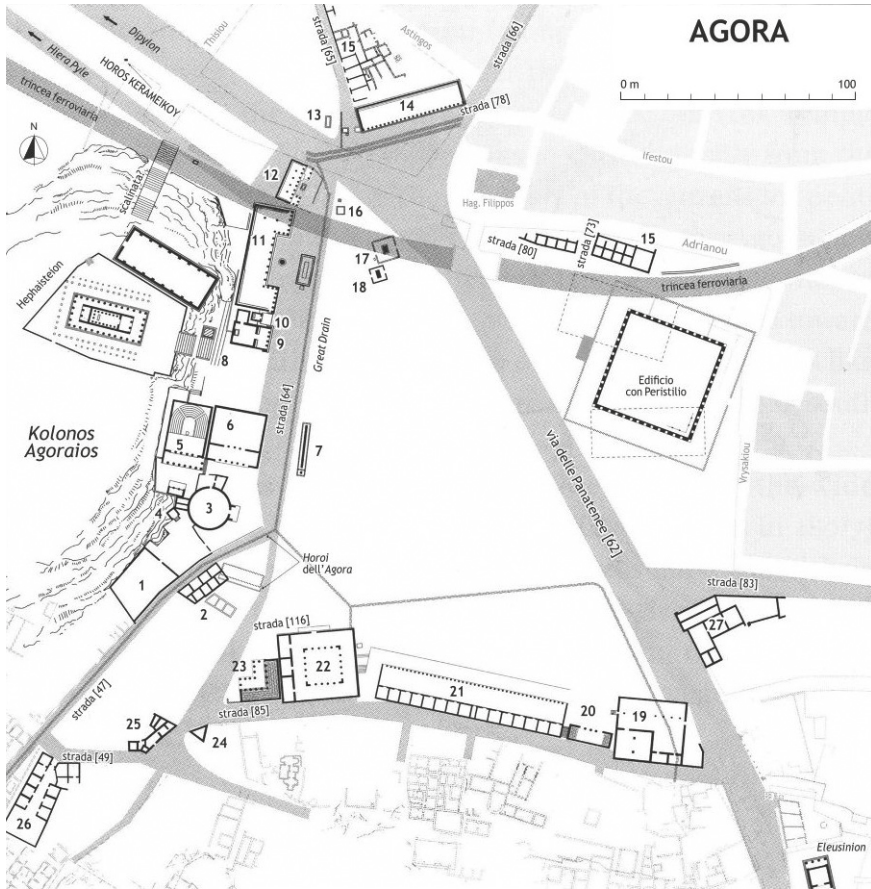 AGORA
0 m 100
N
Hiera Pyle
Dipylon
HOROS KERAMEIKOY
Thisiou
trincea ferroviaria
strada [65]
15
Astingos
strada [66]
14
strada [78]
13
12
scalinata?
16
Hag. Filippos
Ifestou
11
17
18
strada [80]
strada [73]
15
Adrianou
trincea ferroviaria
Hephaisteion
10
9
8
Great Drain
Edificio
con Peristilio
Kolonos
Agoraios
strada [64]
6
5
7
3
4
via delle Panatenee [62]
Vrysakiou
1
2
Horoi
dell'Agora
strada [83]
27
strada [116]
23
22
21
20
19
strada [47]
strada [85]
25
24
strada [49]
26
Eleusinion